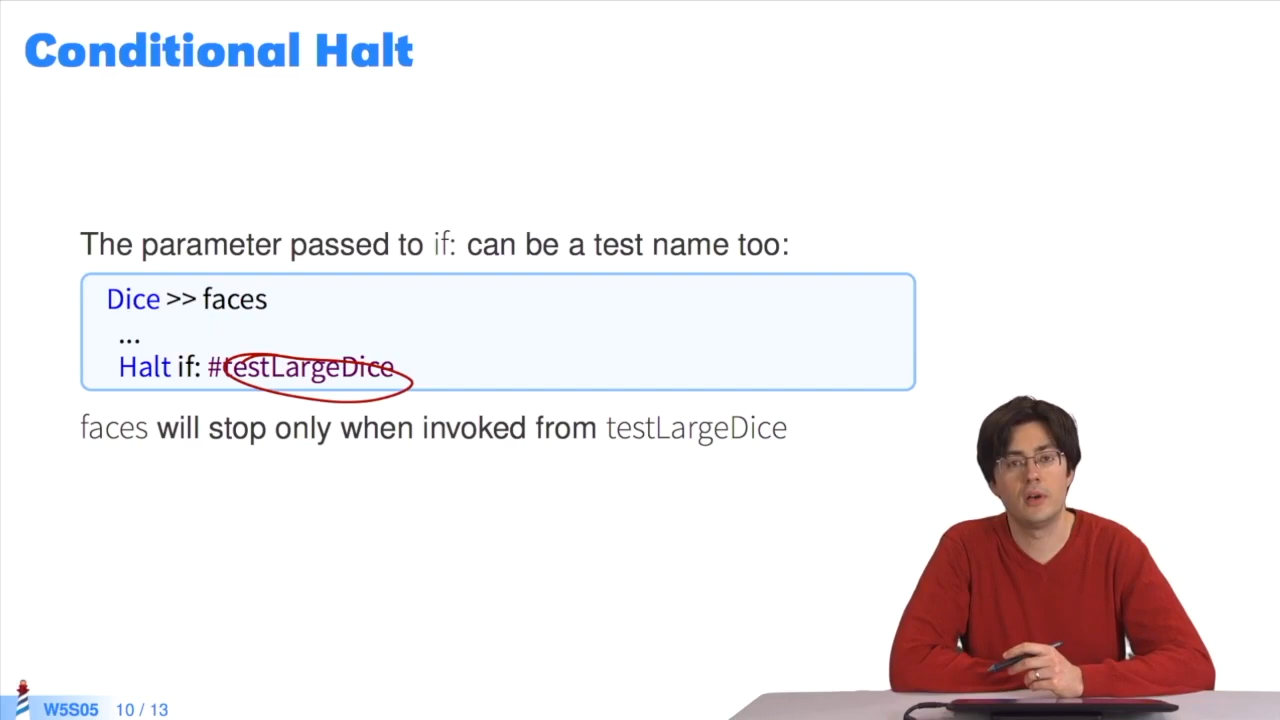 Conditional Halt
The parameter passed to if: can be a test name too:
Dice >> faces
...
Halt if: #testLargeDice
faces will stop only when invoked from testLargeDice
W5S05 10 / 13